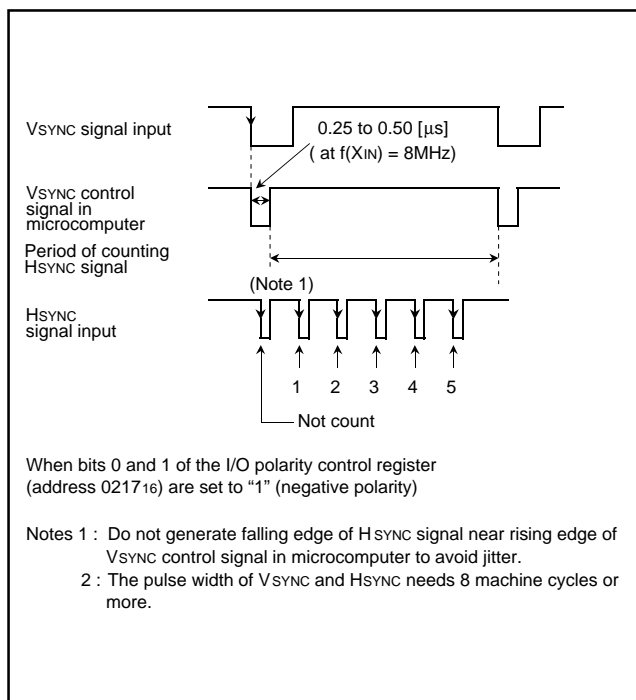 VSYNC signal input
0.25 to 0.50 [μs]
( at f(XIN) = 8MHz)
VSYNC control
signal in
microcomputer
Period of counting
HSYNC signal
(Note 1)
HSYNC
signal input
1 2 3 4 5
Not count
When bits 0 and 1 of the I/O polarity control register
(address 021716) are set to “1” (negative polarity)
Notes 1 : Do not generate falling edge of HSYNC signal near rising edge of
VSYNC control signal in microcomputer to avoid jitter.
2 : The pulse width of VSYNC and HSYNC needs 8 machine cycles or
more.